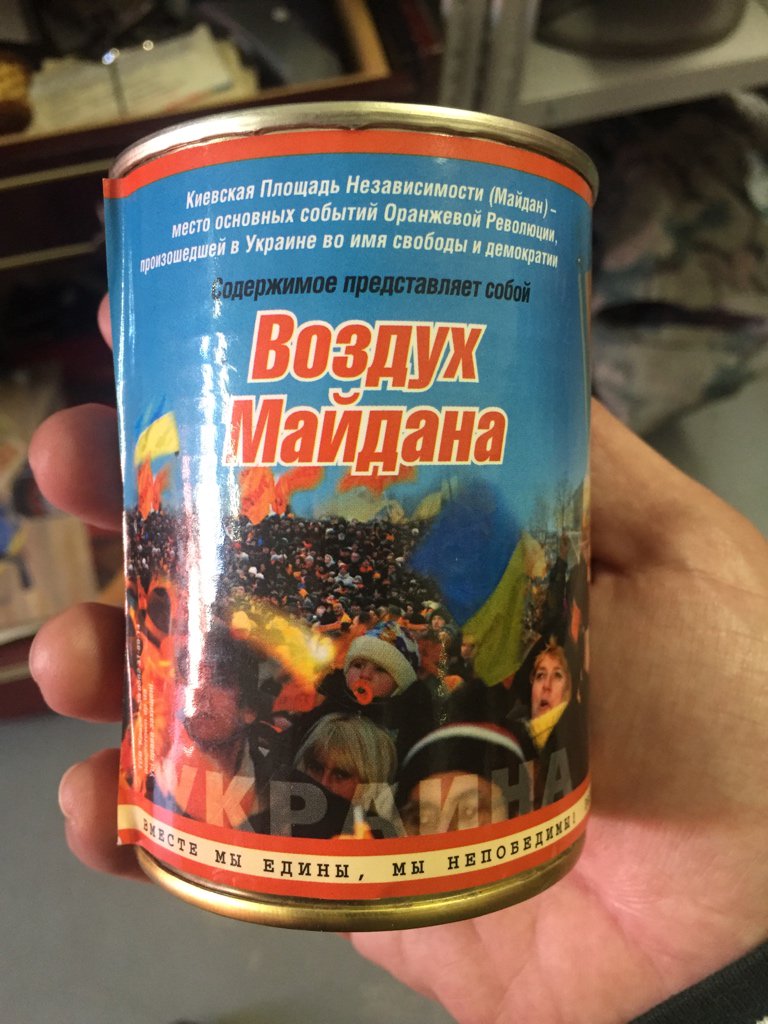 Киевская Площадь Независимости (Майдан) –
место основных событий Оранжевой Революции,
произошедшей в Украине во имя свободы и демократии
Содержимое представляет собой
Воздух
Майдана
УКРАИНА
ВМЕСТЕ МЫ ЕДИНЫ, МЫ НЕПОБЕДИМЫ!